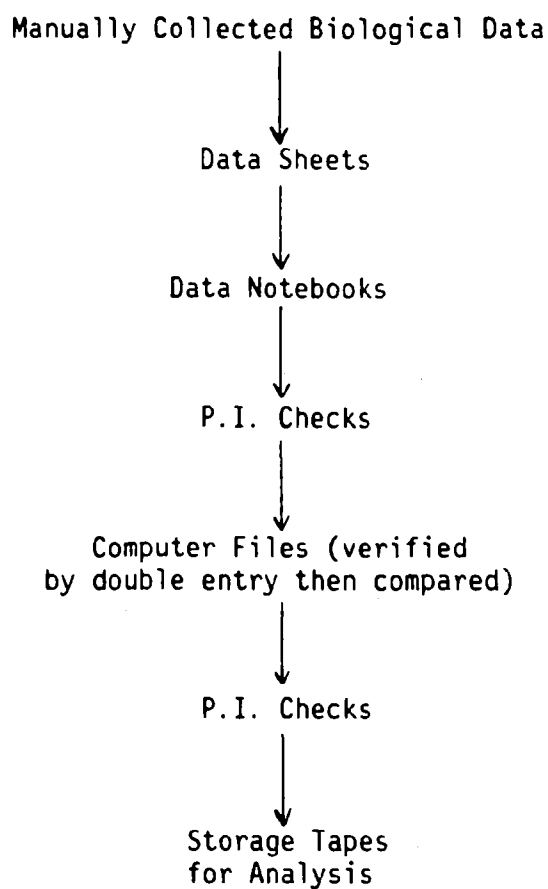 Manually Collected Biological Data
Data Sheets
Data Notebooks
P.I. Checks
Computer Files (verified
by double entry then compared)
P.I. Checks
Storage Tapes
for Analysis